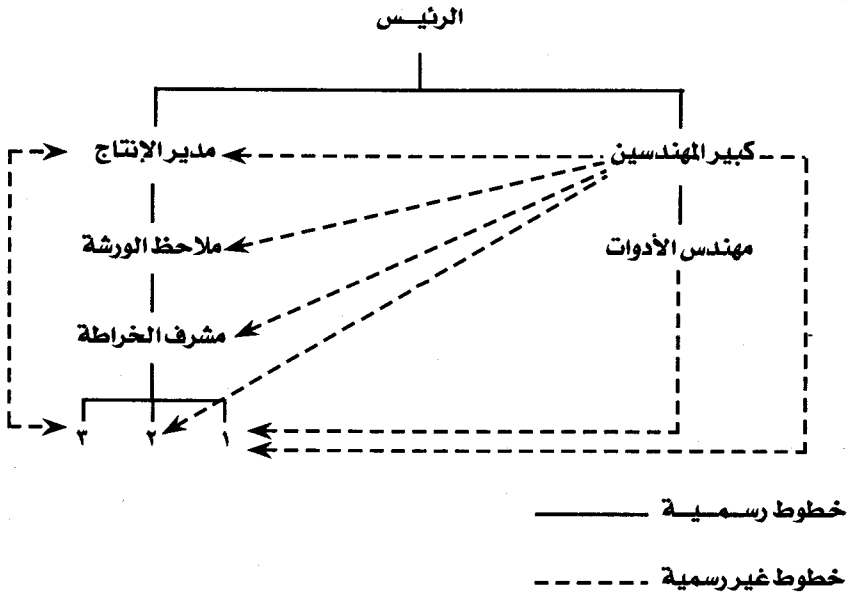 الرئيس
كبير المهندسين
مدير الإنتاج
مهندس الأدوات
ملاحظ الورشة
مشرف الخراطة
١ ٢ ٣
خطوط رسمية
خطوط غير رسمية